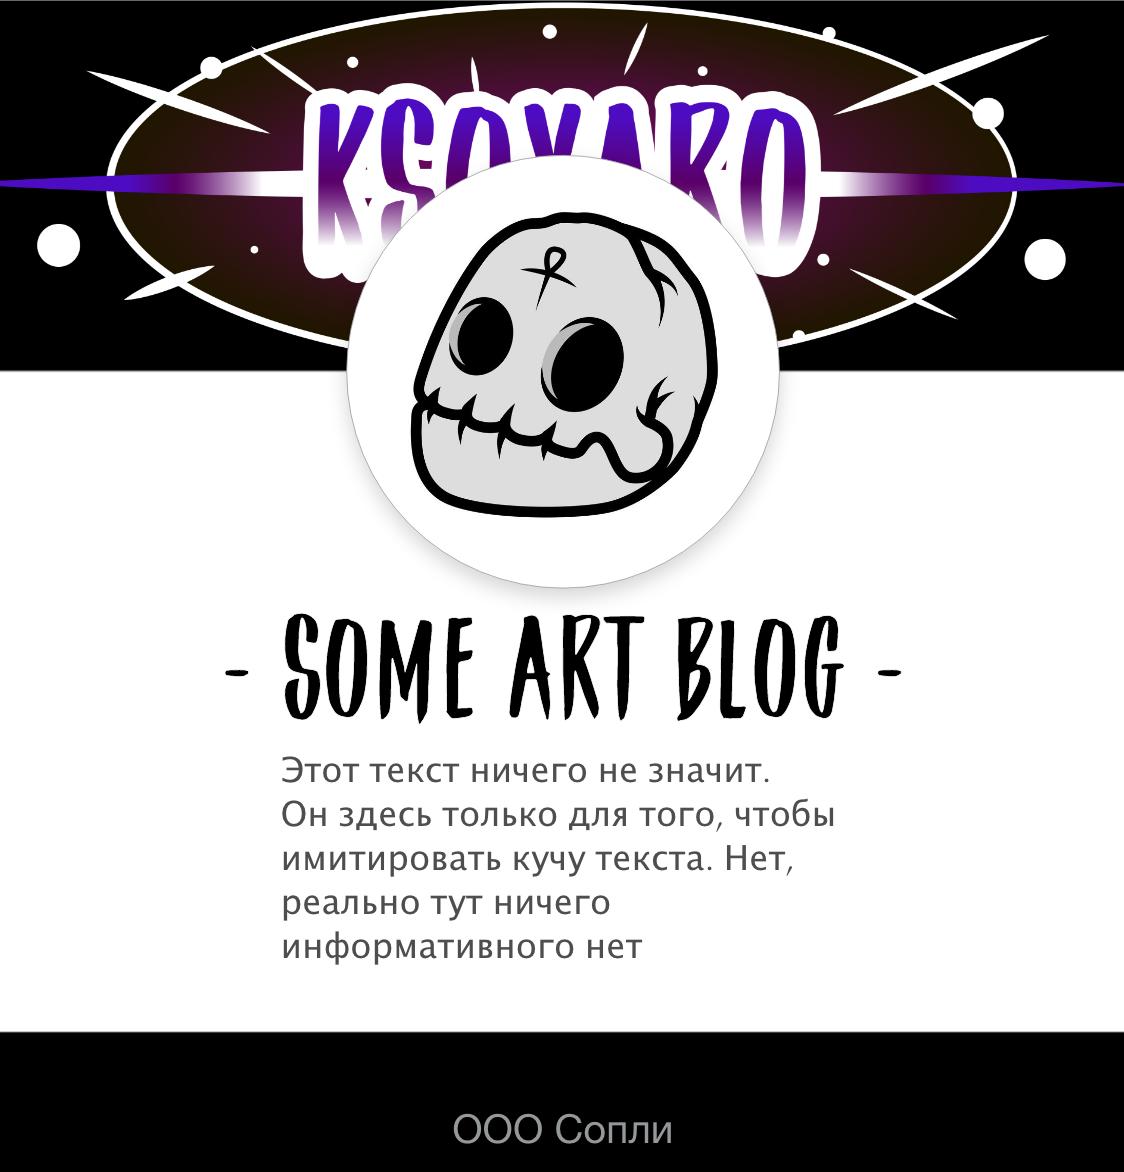 KSOYARO
- SOME ART BLOG -
Этот текст ничего не значит.
Он здесь только для того, чтобы
имитировать кучу текста. Нет,
реально тут ничего
информативного нет
ООО Сопли